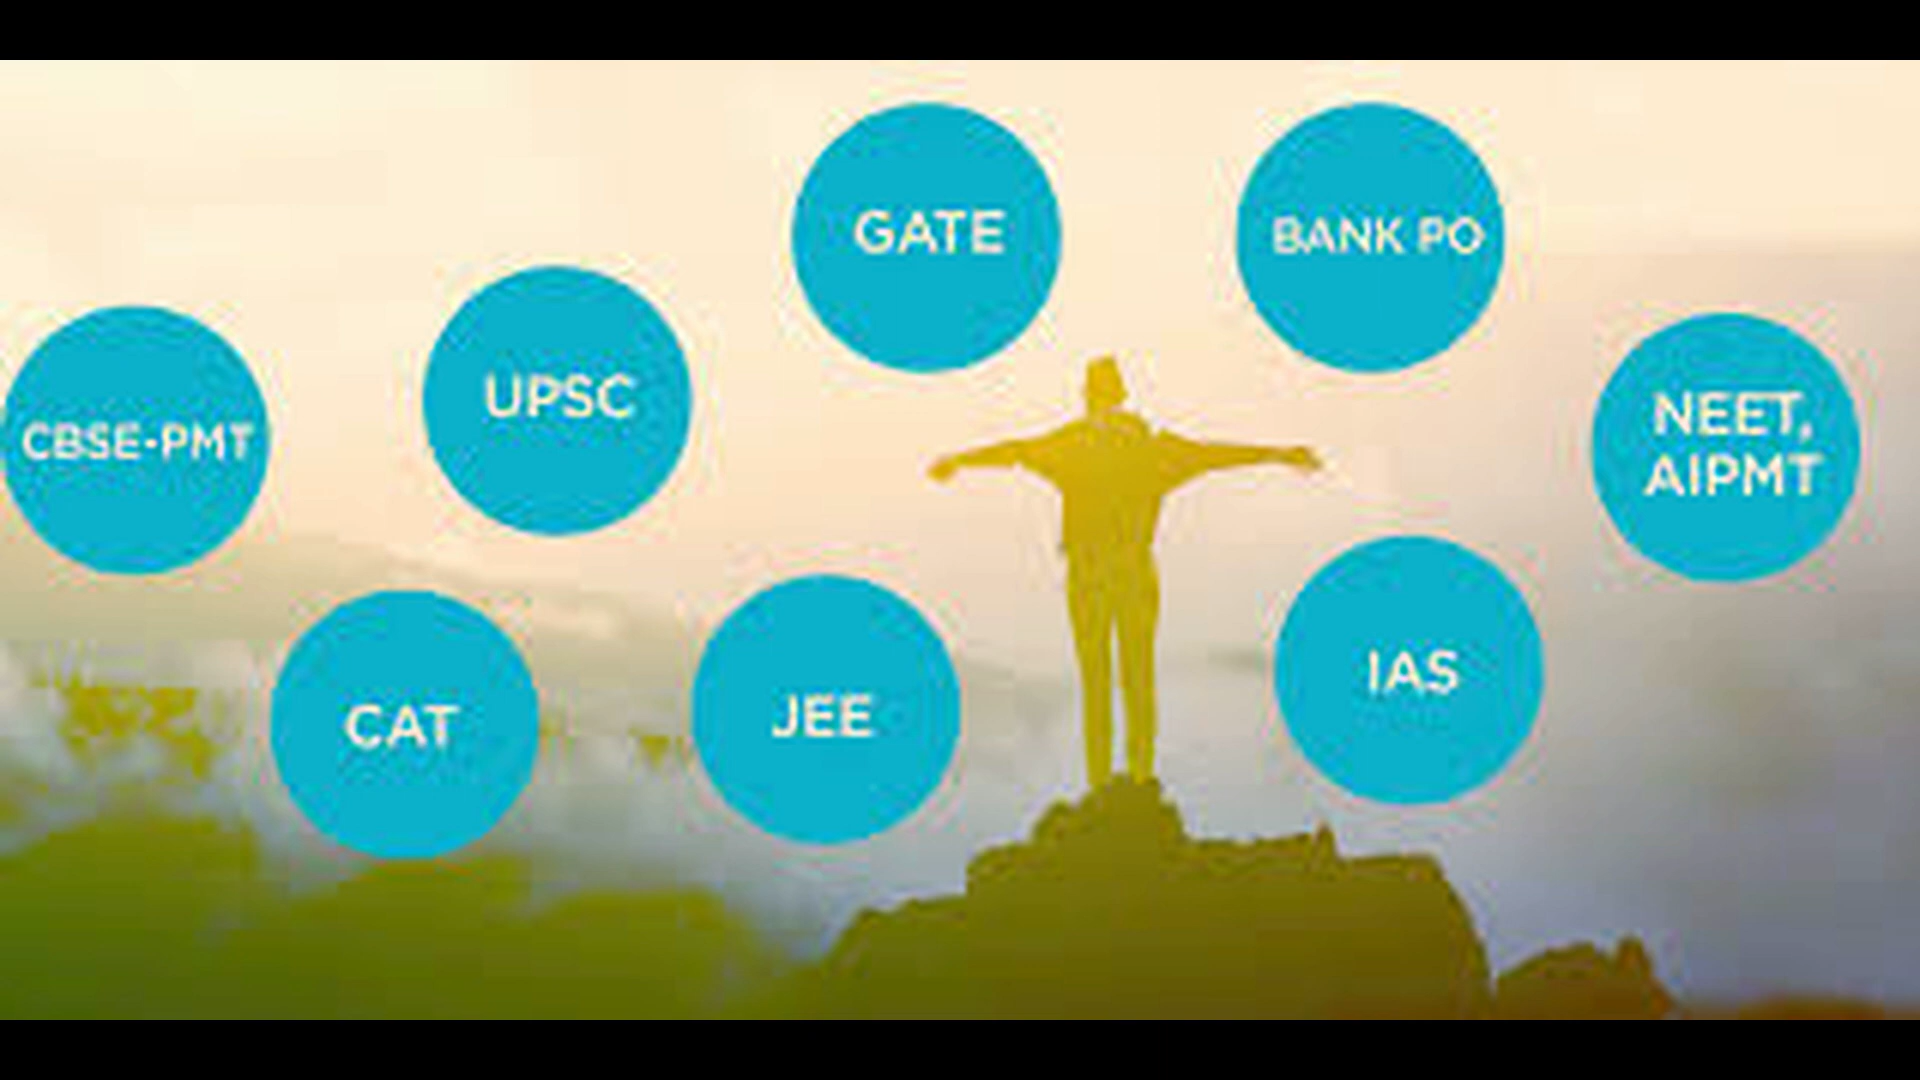 GATE
BANK PO
UPSC
CBSE-PMT
NEET,
AIPMT
CAT
JEE
IAS